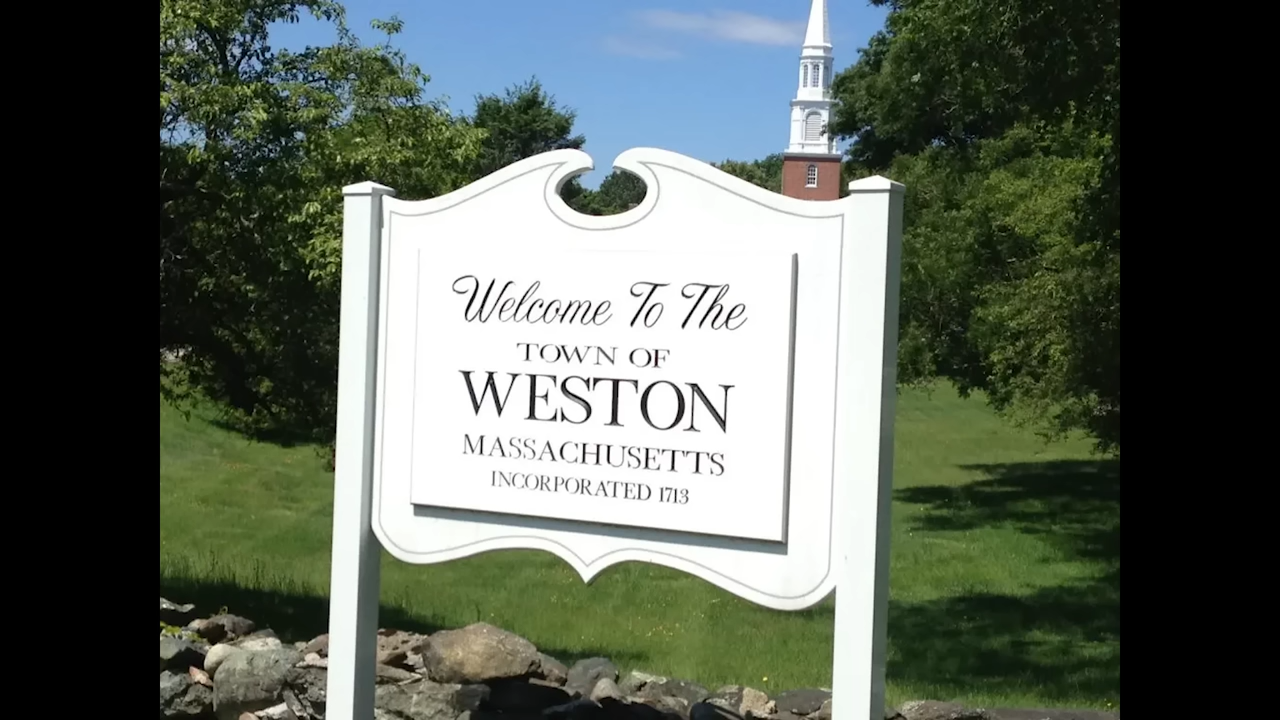 Welcome To The
TOWN OF
WESTON
MASSACHUSETTS
INCORPORATED 1713